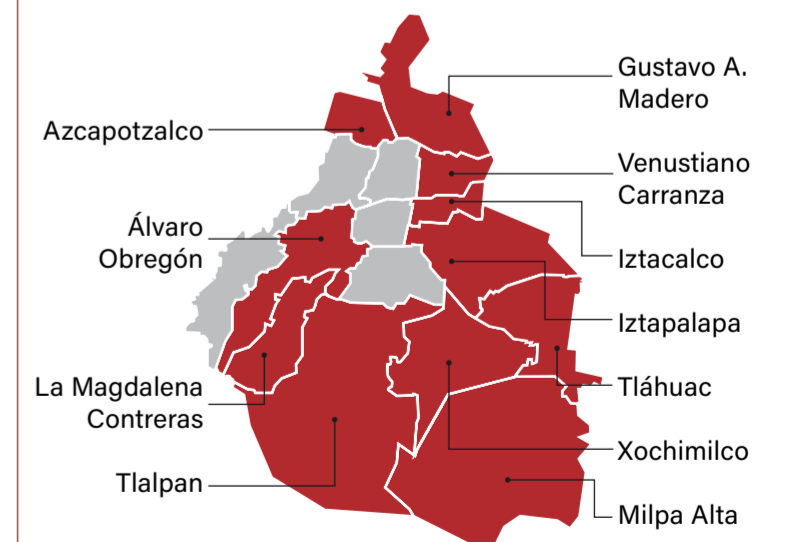 Gustavo A.
Madero
Azcapotzalco
Venustiano
Carranza
Álvaro
Obregón
Iztacalco
Iztapalapa
La Magdalena
Contreras
Tláhuac
Xochimilco
Tlalpan
Milpa Alta